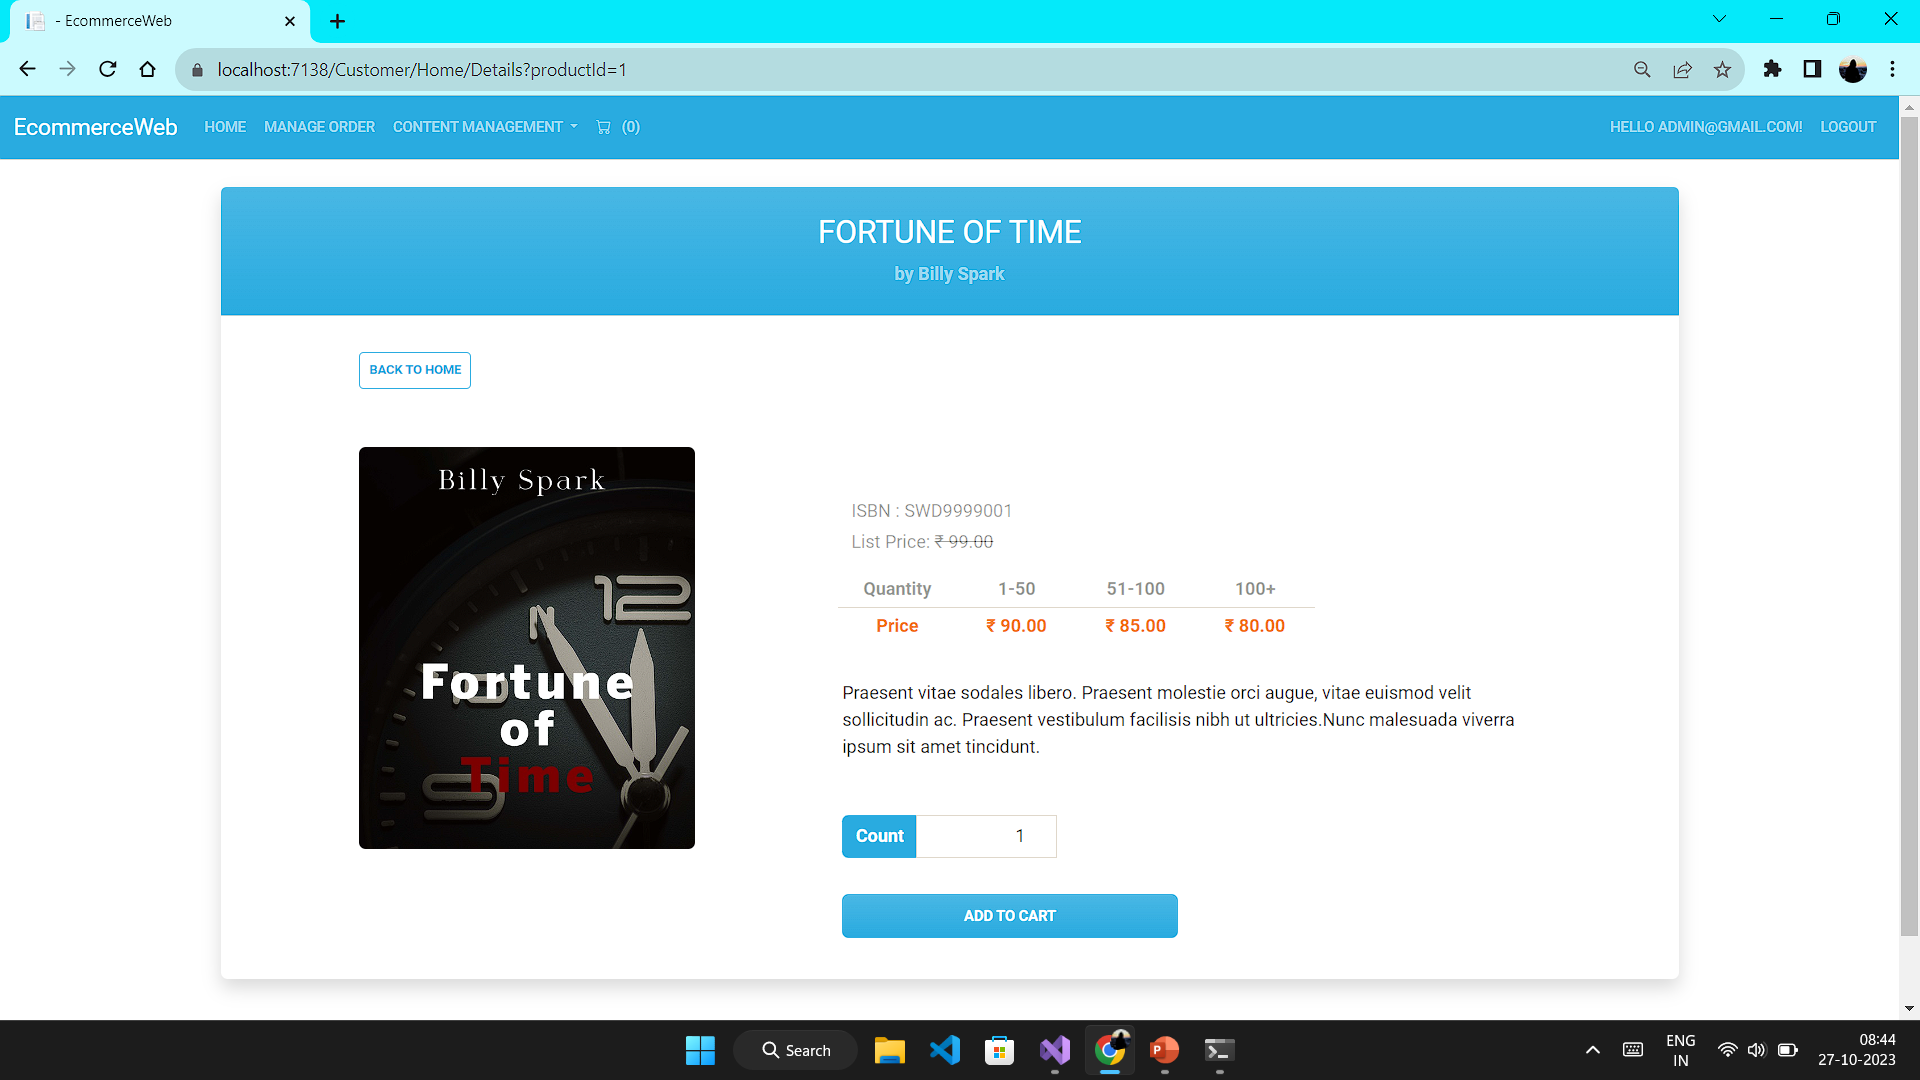 - EcommerceWeb
localhost:7138/Customer/Home/Details?productId=1
EcommerceWeb HOME MANAGE ORDER CONTENT MANAGEMENT (0) HELLO ADMIN@GMAIL.COM! LOGOUT
FORTUNE OF TIME
by Billy Spark
BACK TO HOME
Billy Spark
12
Fortune
of
Time
9
ISBN : SWD9999001
List Price: ₹ 99.00
Quantity 1-50 51-100 100+
Price ₹ 90.00 ₹ 85.00 ₹ 80.00
Praesent vitae sodales libero. Praesent molestie orci augue, vitae euismod velit
sollicitudin ac. Praesent vestibulum facilisis nibh ut ultricies.Nunc malesuada viverra
ipsum sit amet tincidunt.
Count 1
ADD TO CART
Search
ENG
IN
08:44
27-10-2023